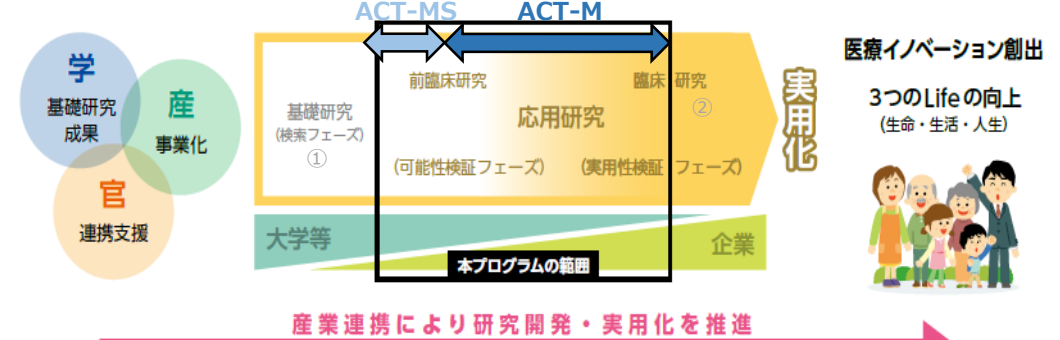 ACT-MS
ACT-M
学
基礎研究
成果
産
事業化
官
連携支援
基礎研究
(検索フェーズ)
①
前臨床研究
応用研究
(可能性検証フェーズ)
臨床研究
②
(実用性検証フェーズ)
実用化
大学等
企業
本プログラムの範囲
医療イノベーション創出
3つのLifeの向上
(生命・生活・人生)
産業連携により研究開発・実用化を推進